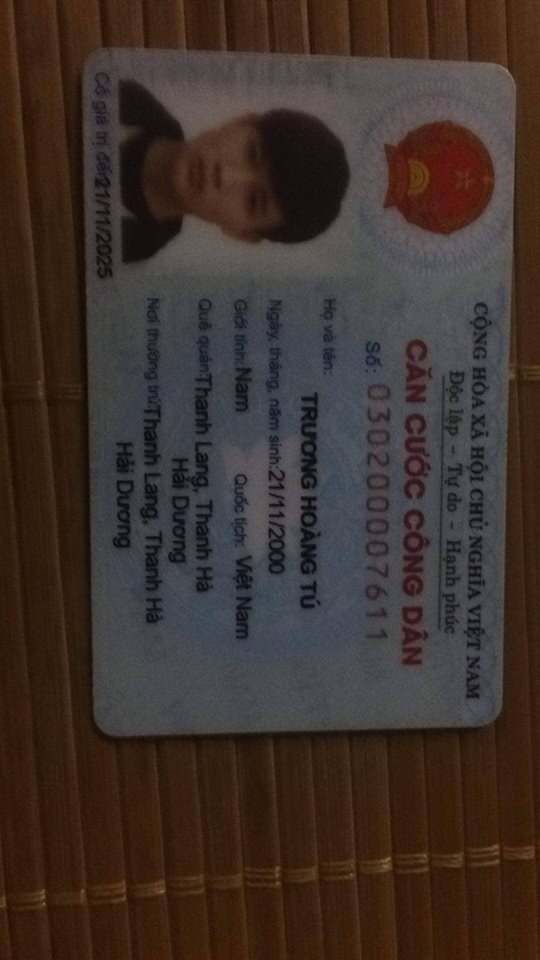 CỘNG HÒA XÃ HỘI CHỦ NGHĨA VIỆT NAM
Độc lập - Tự do - Hạnh phúc
CĂN CƯỚC CÔNG DÂN
Số: 030200007611
Họ và tên:
TRƯƠNG HOÀNG TÚ
Ngày, tháng, năm sinh: 21/11/2000
Giới tính: Nam Quốc tịch: Việt Nam
Quê quán: Thanh Lang, Thanh Hà
Hải Dương
Nơi thường trú: Thanh Lang, Thanh Hà
Hải Dương
Có giá trị đến: 21/11/2025